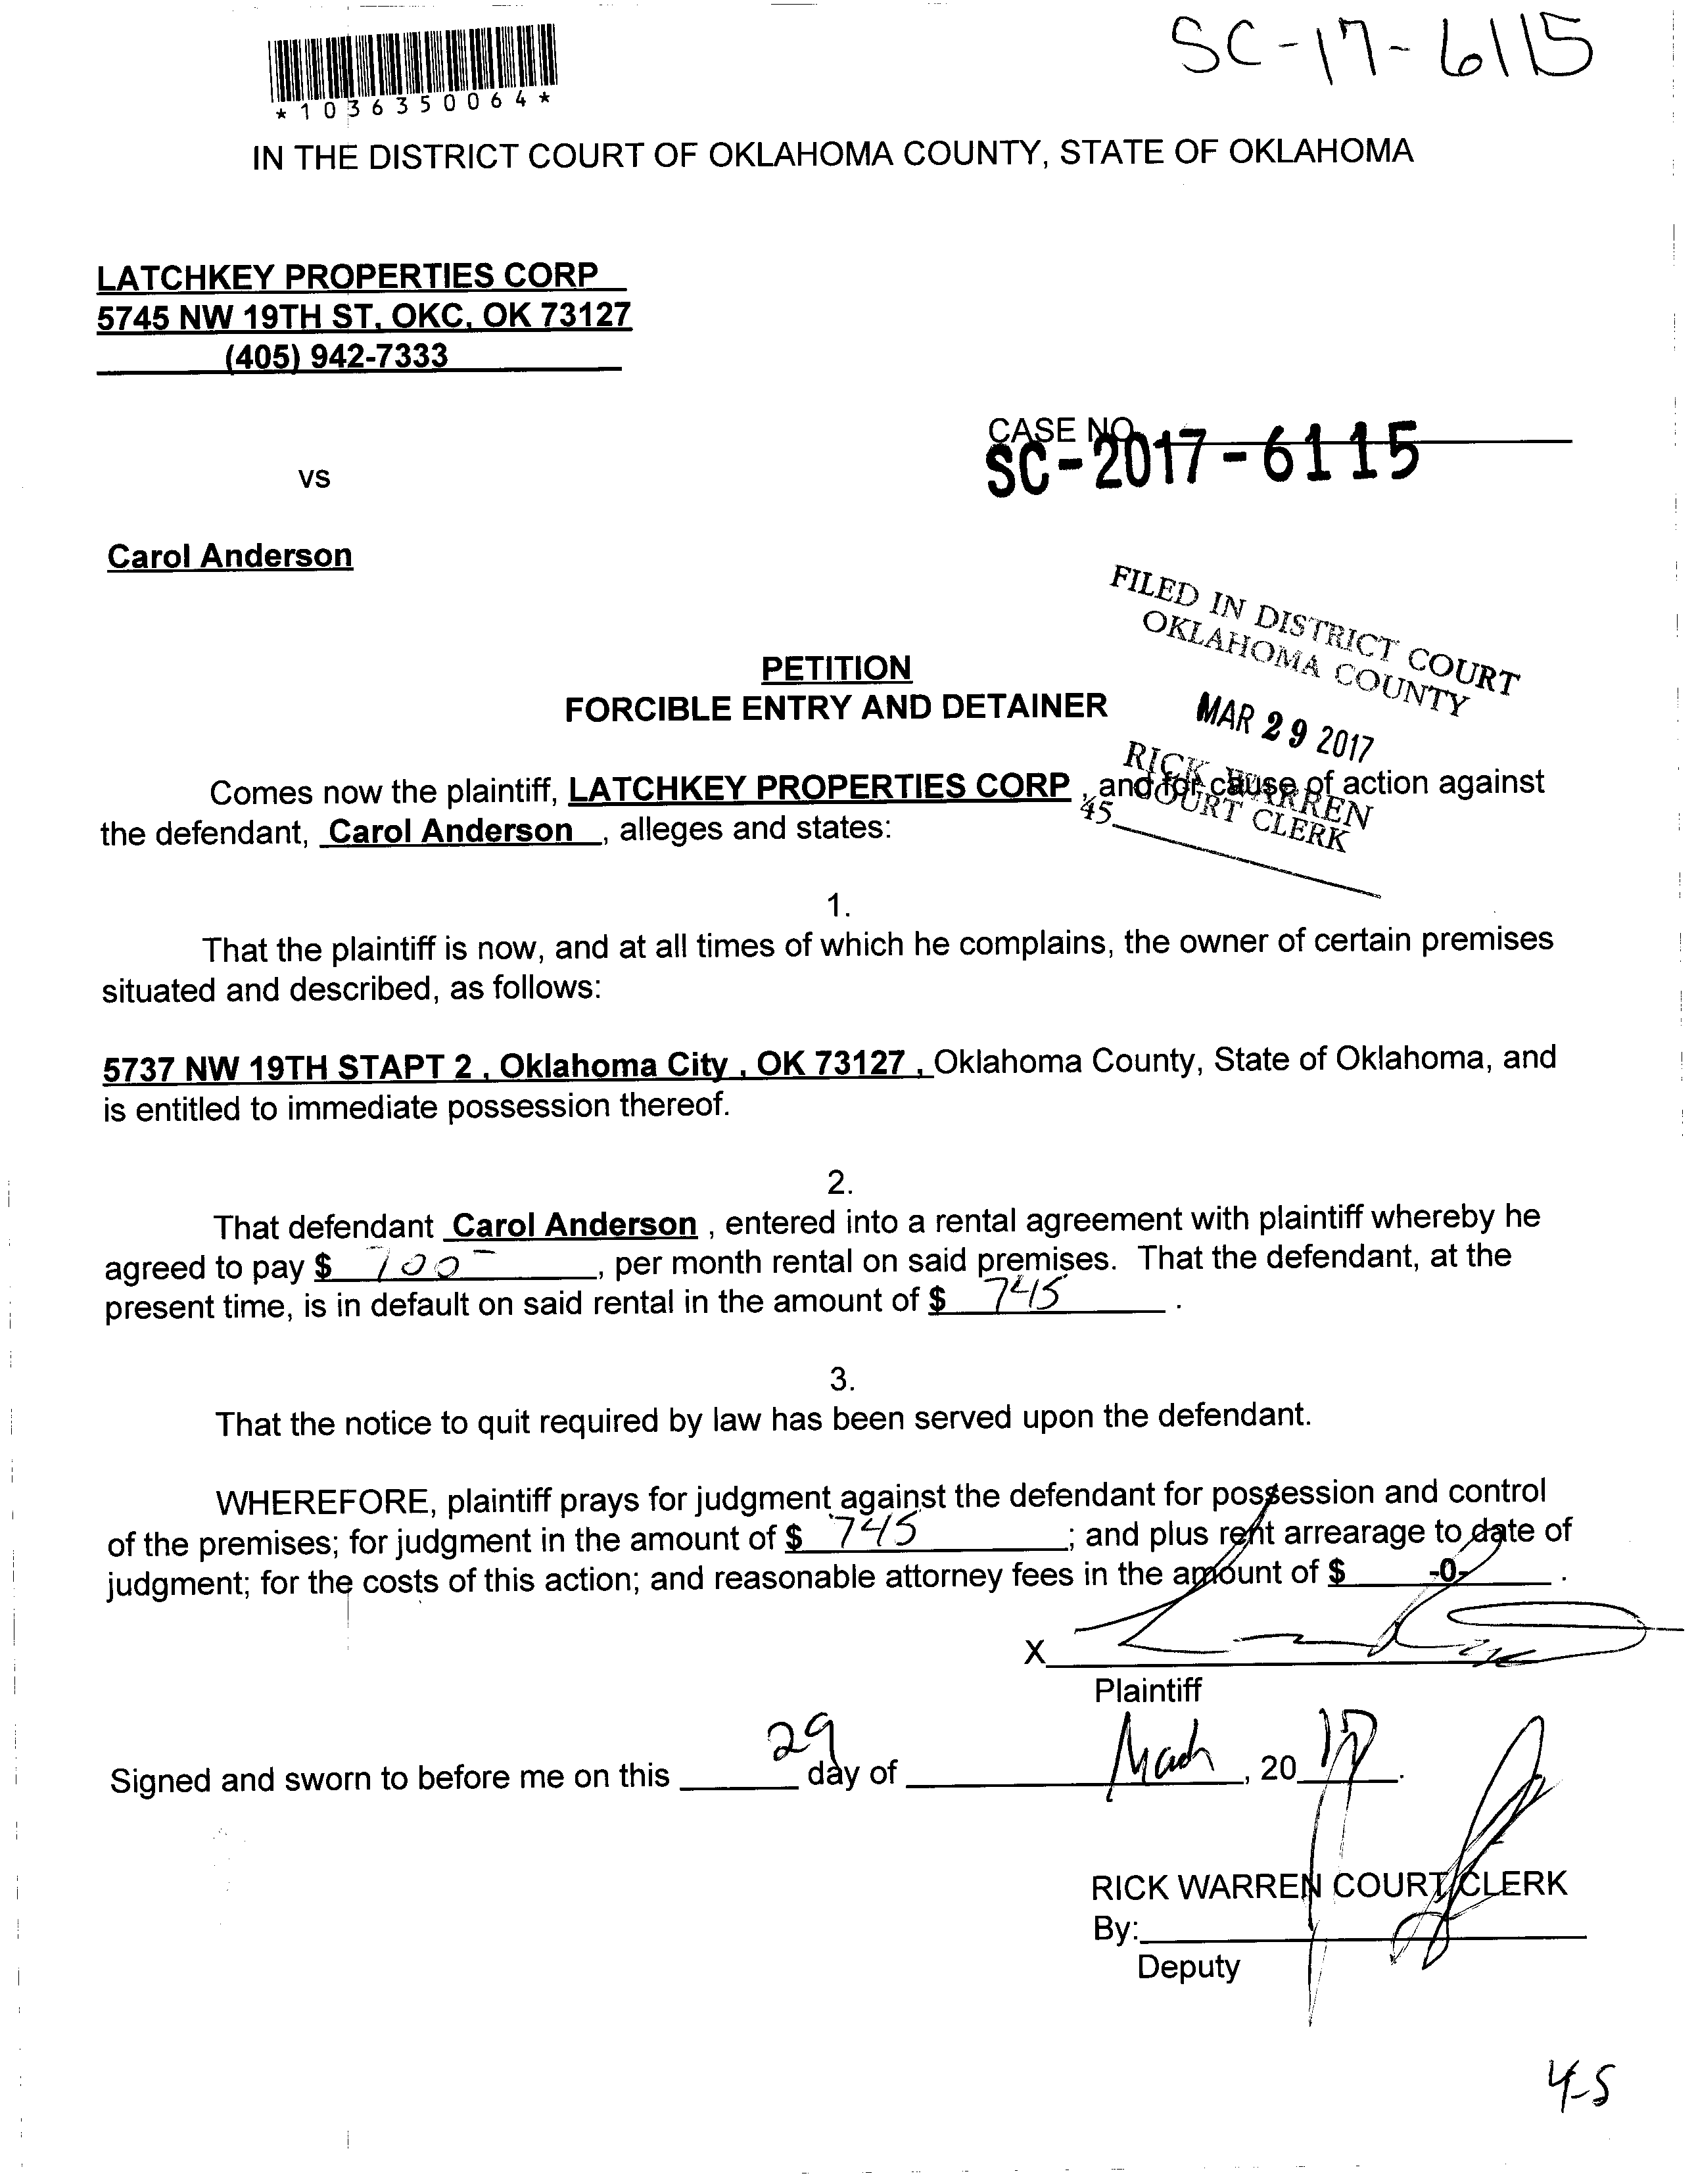 SC-17-6115
*1036350064*
IN THE DISTRICT COURT OF OKLAHOMA COUNTY, STATE OF OKLAHOMA
LATCHKEY PROPERTIES CORP
5745 NW 19TH ST, OKC, OK 73127
(405) 942-7333
CASE NO.
SC-2017-6115
VS
Carol Anderson
FILED IN DISTRICT COURT
OKLAHOMA COUNTY
MAR 29 2017
RICK WARREN
COURT CLERK
45
PETITION
FORCIBLE ENTRY AND DETAINER
Comes now the plaintiff, LATCHKEY PROPERTIES CORP , and for cause of action against
the defendant, Carol Anderson , alleges and states:
1.
That the plaintiff is now, and at all times of which he complains, the owner of certain premises
situated and described, as follows:
5737 NW 19TH STAPT 2 , Oklahoma City , OK 73127 , Oklahoma County, State of Oklahoma, and
is entitled to immediate possession thereof.
2.
That defendant Carol Anderson , entered into a rental agreement with plaintiff whereby he
agreed to pay $ 700- , per month rental on said premises. That the defendant, at the
present time, is in default on said rental in the amount of $ 745 .
3.
That the notice to quit required by law has been served upon the defendant.
WHEREFORE, plaintiff prays for judgment against the defendant for possession and control
of the premises; for judgment in the amount of $ 745 ; and plus rent arrearage to date of
judgment; for the costs of this action; and reasonable attorney fees in the amount of $ -0- .
X
Plaintiff
Signed and sworn to before me on this 29 day of March , 20 17 .
RICK WARREN COURT CLERK
By:
Deputy
4-5